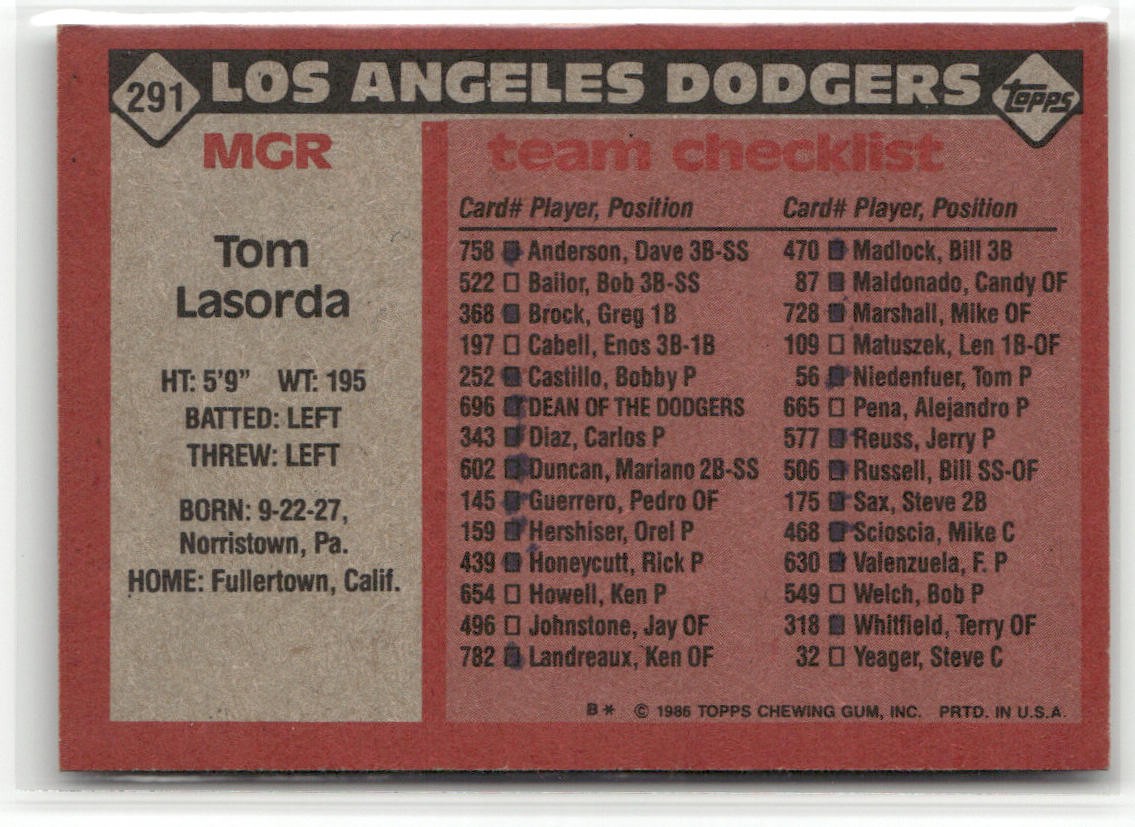 291 LOS ANGELES DODGERS Topps
MGR
Tom
Lasorda
HT: 5'9" WT: 195
BATTED: LEFT
THREW: LEFT
BORN: 9-22-27,
Norristown, Pa.
HOME: Fullertown, Calif.
team checklist
Card# Player, Position
758 Anderson, Dave 3B-SS
522 Bailor, Bob 3B-SS
368 Brock, Greg 1B
197 Cabell, Enos 3B-1B
252 Castillo, Bobby P
696 DEAN OF THE DODGERS
343 Diaz, Carlos P
602 Duncan, Mariano 2B-SS
145 Guerrero, Pedro OF
159 Hershiser, Orel P
439 Honeycutt, Rick P
654 Howell, Ken P
496 Johnstone, Jay OF
782 Landreaux, Ken OF
Card# Player, Position
470 Madlock, Bill 3B
87 Maldonado, Candy OF
728 Marshall, Mike OF
109 Matuszek, Len 1B-OF
56 Niedenfuer, Tom P
665 Pena, Alejandro P
577 Reuss, Jerry P
506 Russell, Bill SS-OF
175 Sax, Steve 2B
468 Scioscia, Mike C
630 Valenzuela, F. P
549 Welch, Bob P
318 Whitfield, Terry OF
32 Yeager, Steve C
B* © 1986 TOPPS CHEWING GUM, INC. PRTD. IN U.S.A.